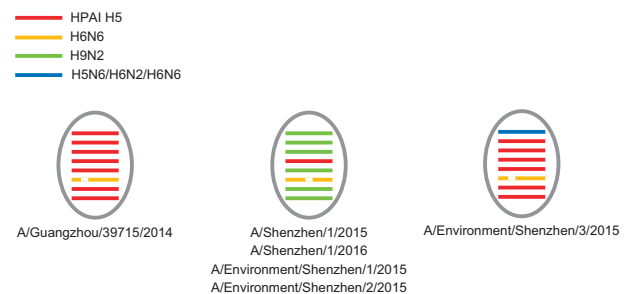 HPAI H5
H6N6
H9N2
H5N6/H6N2/H6N6
A/Guangzhou/39715/2014
A/Shenzhen/1/2015
A/Shenzhen/1/2016
A/Environment/Shenzhen/1/2015
A/Environment/Shenzhen/2/2015
A/Environment/Shenzhen/3/2015